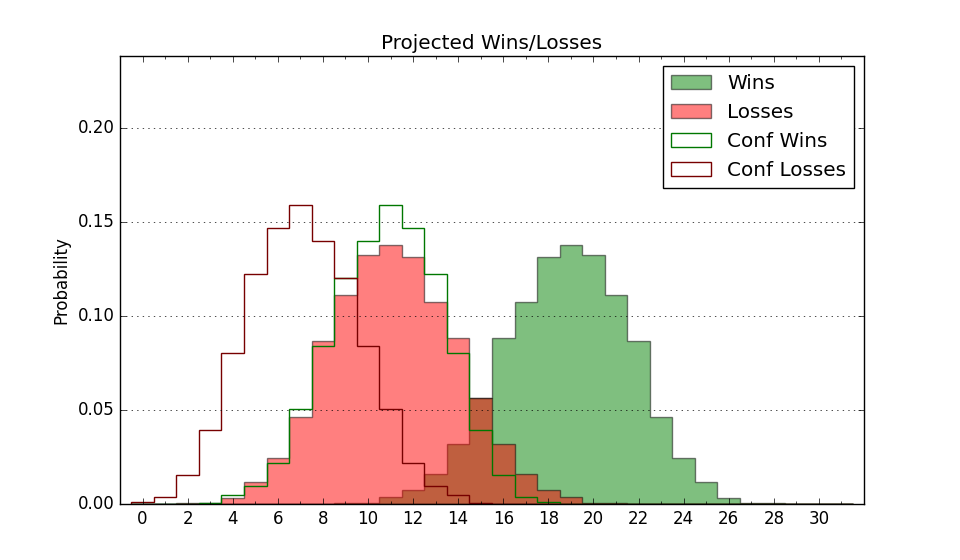 Projected Wins/Losses
Wins
Losses
Conf Wins
Conf Losses
Probability
0.20
0.15
0.10
0.05
0.00
0 2 4 6 8 10 12 14 16 18 20 22 24 26 28 30